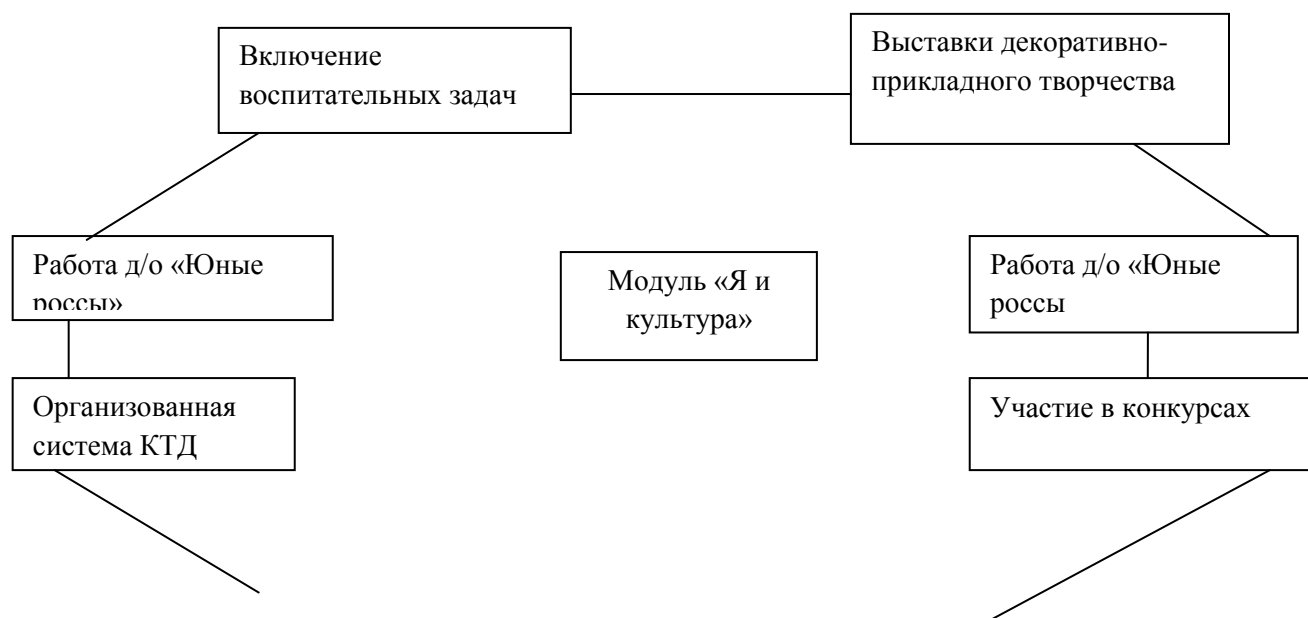 Включение
воспитательных задач
Выставки декоративно-
прикладного творчества
Работа д/о «Юные
россы»
Модуль «Я и
культура»
Работа д/о «Юные
россы
Организованная
система КТД
Участие в конкурсах